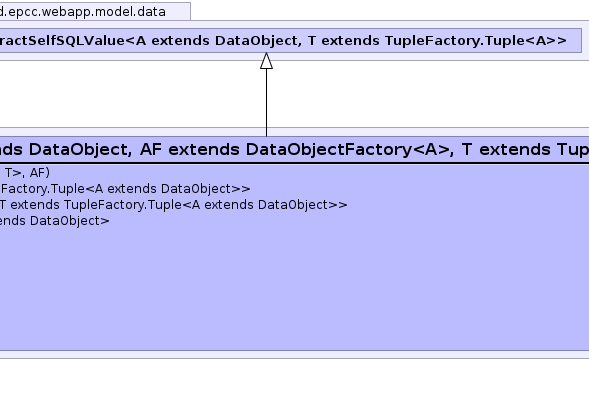 d.epcc.webapp.model.data
ractSelfSQLValue<A extends DataObject, T extends TupleFactory.Tuple<A>>
ds DataObject, AF extends DataObjectFactory<A>, T extends Tup
T>, AF)
Factory.Tuple<A extends DataObject>>
T extends TupleFactory.Tuple<A extends DataObject>>
ends DataObject>